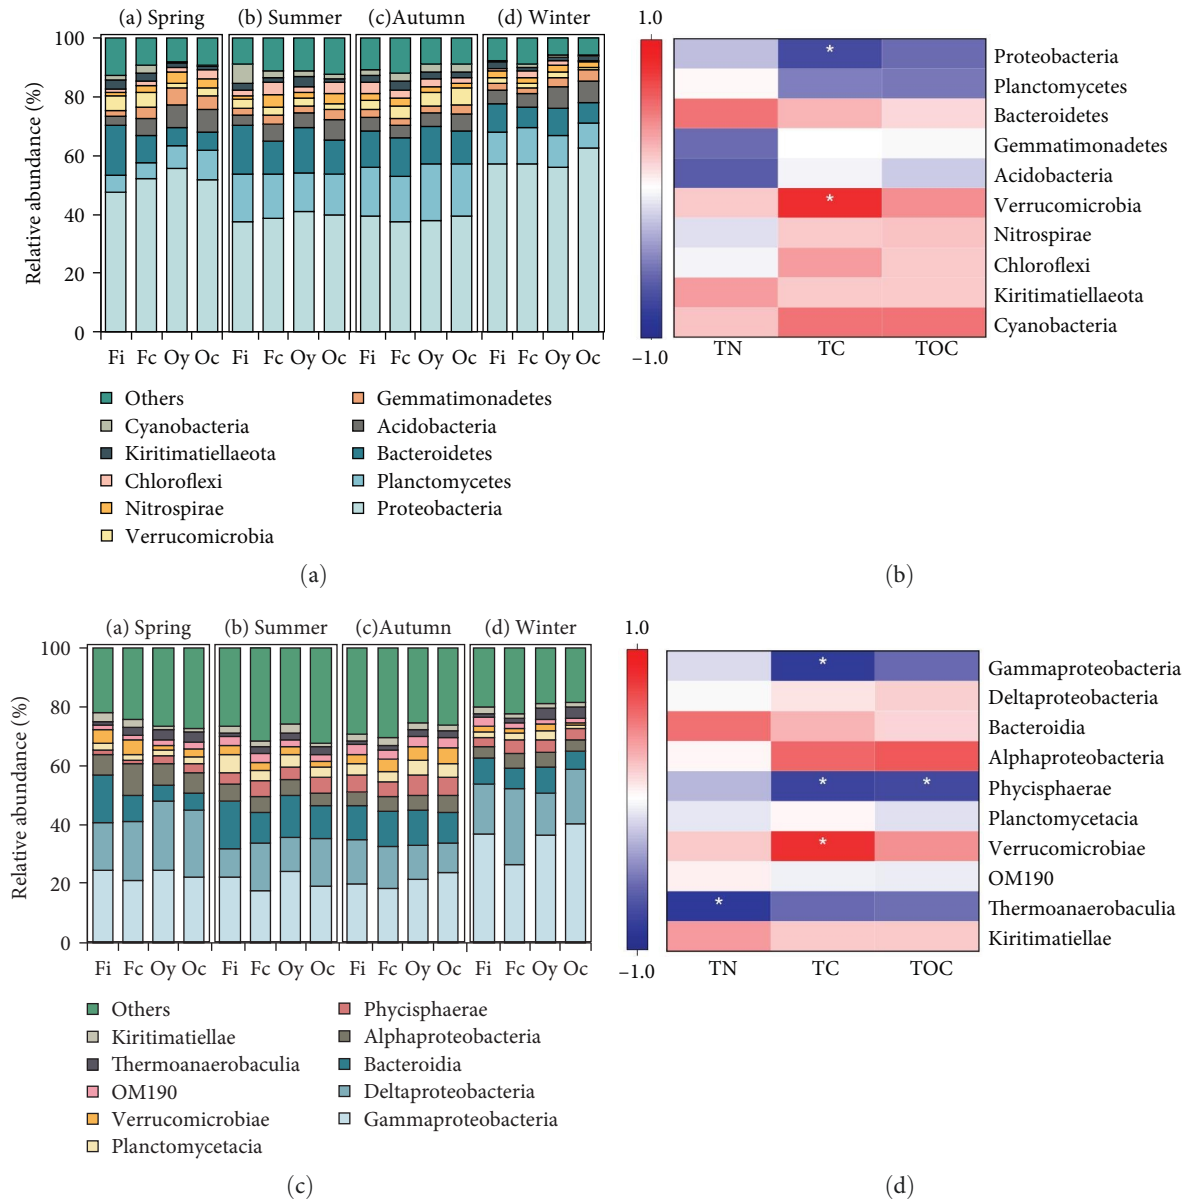 (a) Spring (b) Summer (c)Autumn (d) Winter
100
80
60
40
20
0
Relative abundance (%)
Fi Fc Oy Oc Fi Fc Oy Oc Fi Fc Oy Oc Fi Fc Oy Oc
Others
Cyanobacteria
Kiritimatiellaeota
Chloroflexi
Nitrospirae
Verrucomicrobia
Gemmatimonadetes
Acidobacteria
Bacteroidetes
Planctomycetes
Proteobacteria
(a)
1.0
–1.0
* Proteobacteria
Planctomycetes
Bacteroidetes
Gemmatimonadetes
Acidobacteria
* Verrucomicrobia
Nitrospirae
Chloroflexi
Kiritimatiellaeota
Cyanobacteria
TN TC TOC
(b)
(a) Spring (b) Summer (c)Autumn (d) Winter
100
80
60
40
20
0
Relative abundance (%)
Fi Fc Oy Oc Fi Fc Oy Oc Fi Fc Oy Oc Fi Fc Oy Oc
Others
Kiritimatiellae
Thermoanaerobaculia
OM190
Verrucomicrobiae
Planctomycetacia
Phycisphaerae
Alphaproteobacteria
Bacteroidia
Deltaproteobacteria
Gammaproteobacteria
(c)
1.0
–1.0
* Gammaproteobacteria
Deltaproteobacteria
Bacteroidia
Alphaproteobacteria
* * Phycisphaerae
Planctomycetacia
* Verrucomicrobiae
OM190
* Thermoanaerobaculia
Kiritimatiellae
TN TC TOC
(d)